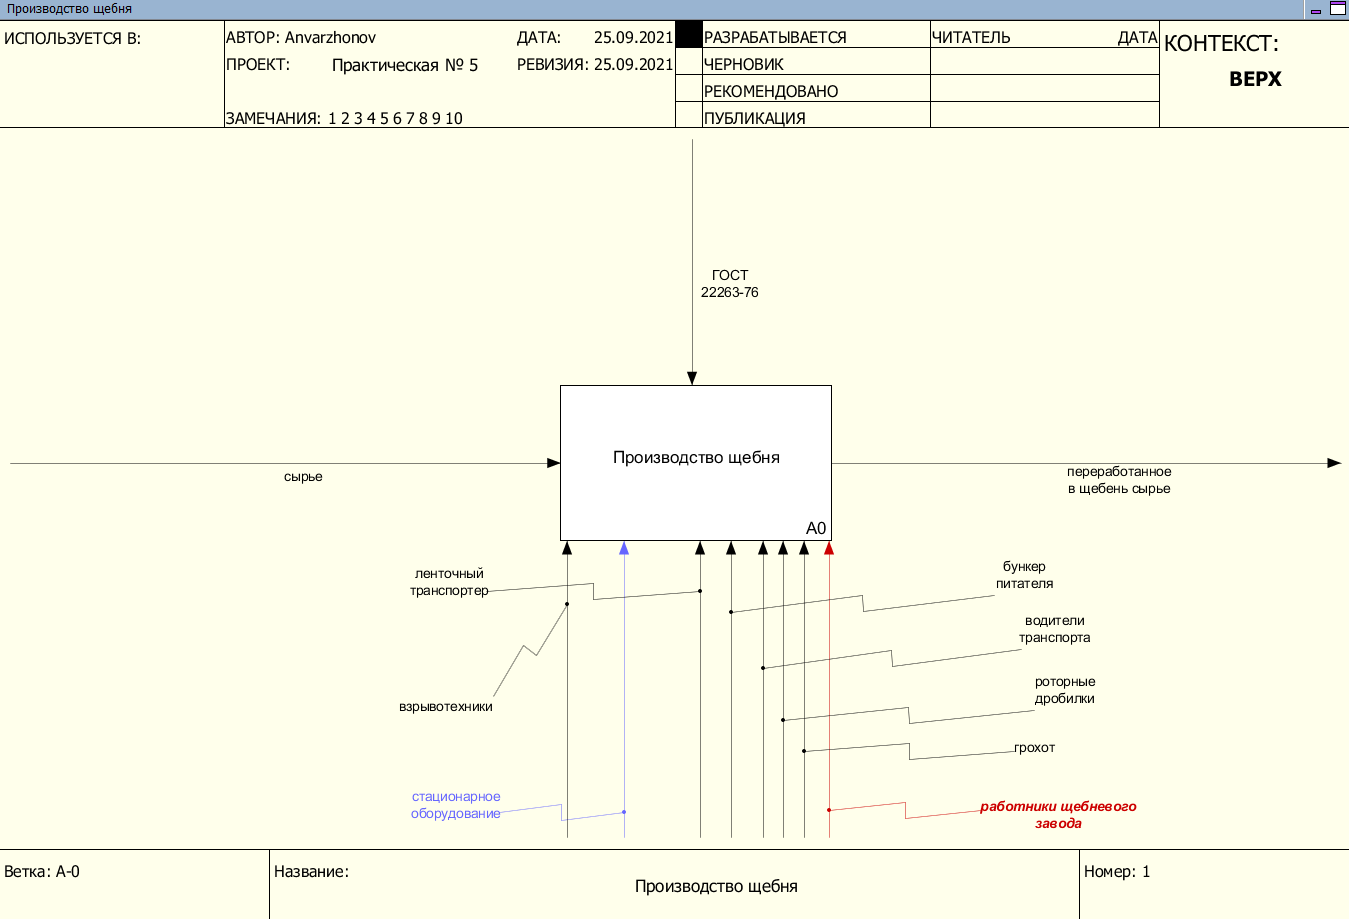 Производство щебня
ИСПОЛЬЗУЕТСЯ В:
АВТОР: Anvarzhonov
ДАТА: 25.09.2021
ПРОЕКТ: Практическая № 5
РЕВИЗИЯ: 25.09.2021
ЗАМЕЧАНИЯ: 1 2 3 4 5 6 7 8 9 10
РАЗРАБАТЫВАЕТСЯ
ЧЕРНОВИК
РЕКОМЕНДОВАНО
ПУБЛИКАЦИЯ
ЧИТАТЕЛЬ ДАТА
КОНТЕКСТ:
ВЕРХ
ГОСТ
22263-76
Производство щебня
A0
сырье
переработанное
в щебень сырье
ленточный
транспортер
взрывотехники
стационарное
оборудование
бункер
питателя
водители
транспорта
роторные
дробилки
грохот
работники щебневого
завода
Ветка: A-0
Название:
Производство щебня
Номер: 1